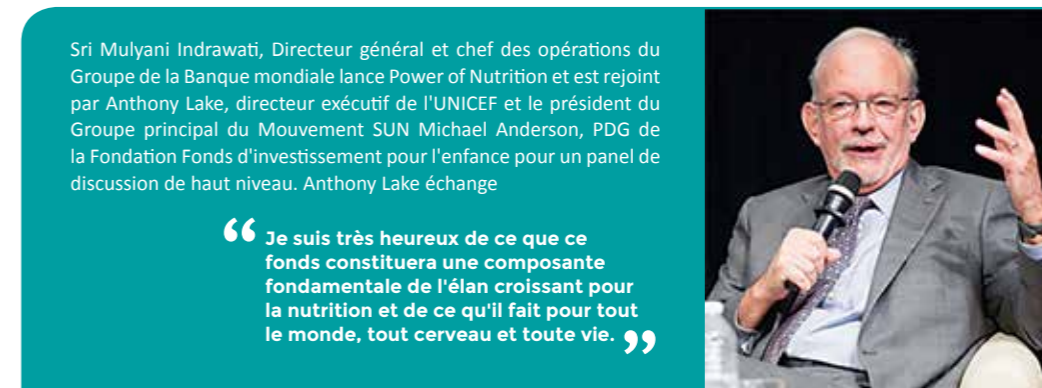 Sri Mulyani Indrawati, Directeur général et chef des opérations du
Groupe de la Banque mondiale lance Power of Nutrition et est rejoint
par Anthony Lake, directeur exécutif de l'UNICEF et le président du
Groupe principal du Mouvement SUN Michael Anderson, PDG de
la Fondation Fonds d'investissement pour l'enfance pour un panel de
discussion de haut niveau. Anthony Lake échange
“ Je suis très heureux de ce que ce
fonds constituera une composante
fondamentale de l'élan croissant pour
la nutrition et de ce qu'il fait pour tout
le monde, tout cerveau et toute vie. ”